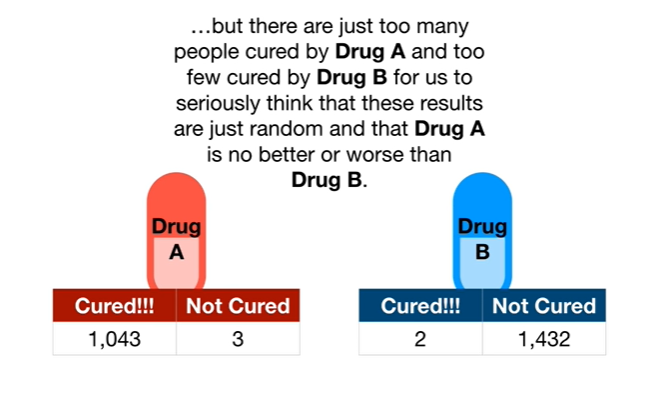 ...but there are just too many
people cured by Drug A and too
few cured by Drug B for us to
seriously think that these results
are just random and that Drug A
is no better or worse than
Drug B.
Drug
A
Drug
B
Cured!!! Not Cured
1,043 3
Cured!!! Not Cured
2 1,432